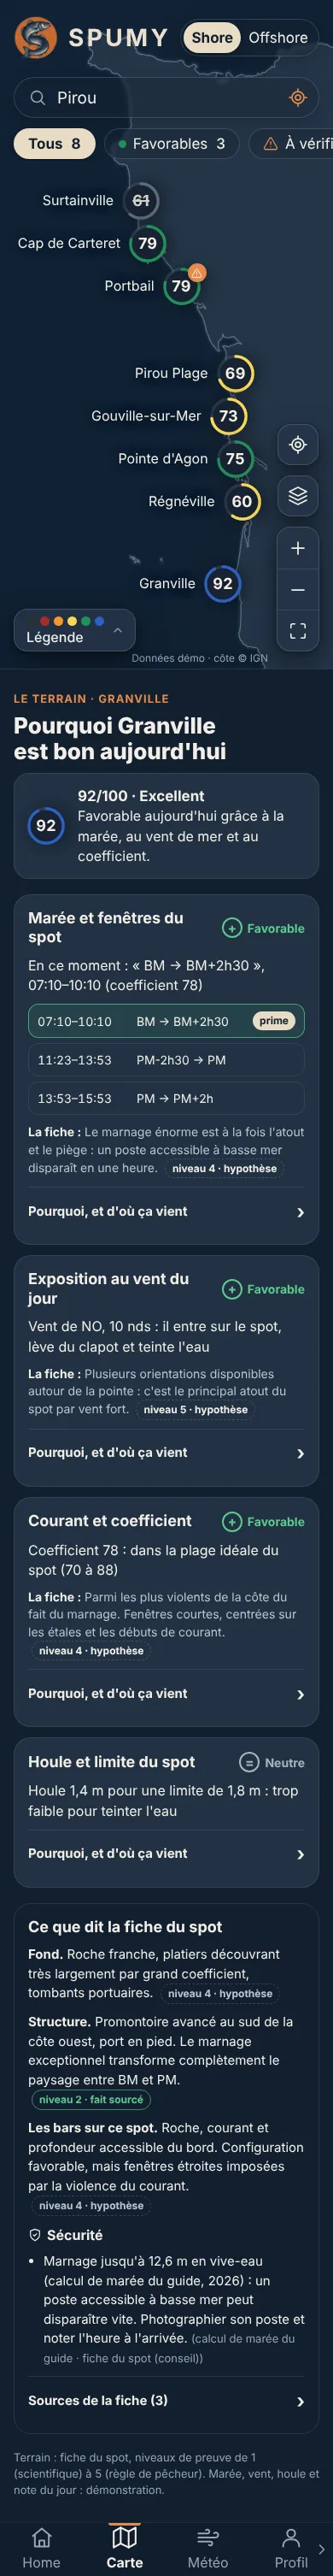 SPUMY
Shore Offshore
Pirou
Tous 8 Favorables 3 À vérifi
Surtainville 61
Cap de Carteret 79
Portbail 79
Pirou Plage 69
Gouville-sur-Mer 73
Pointe d'Agon 75
Régnéville 60
Granville 92
Légende
Données démo · côte © IGN
LE TERRAIN · GRANVILLE
Pourquoi Granville
est bon aujourd'hui
92
92/100 · Excellent
Favorable aujourd'hui grâce à la
marée, au vent de mer et au
coefficient.
Marée et fenêtres du
spot
Favorable
En ce moment : « BM → BM+2h30 »,
07:10–10:10 (coefficient 78)
07:10–10:10 BM → BM+2h30 prime
11:23–13:53 PM-2h30 → PM
13:53–15:53 PM → PM+2h
La fiche : Le marnage énorme est à la fois l'atout
et le piège : un poste accessible à basse mer
disparaît en une heure. niveau 4 · hypothèse
Pourquoi, et d'où ça vient
Exposition au vent du
jour
Favorable
Vent de NO, 10 nds : il entre sur le spot,
lève du clapot et teinte l'eau
La fiche : Plusieurs orientations disponibles
autour de la pointe : c'est le principal atout du
spot par vent fort. niveau 5 · hypothèse
Pourquoi, et d'où ça vient
Courant et coefficient Favorable
Coefficient 78 : dans la plage idéale du
spot (70 à 88)
La fiche : Parmi les plus violents de la côte du
fait du marnage. Fenêtres courtes, centrées sur
les étales et les débuts de courant.
niveau 4 · hypothèse
Pourquoi, et d'où ça vient
Houle et limite du spot Neutre
Houle 1,4 m pour une limite de 1,8 m : trop
faible pour teinter l'eau
Pourquoi, et d'où ça vient
Ce que dit la fiche du spot
Fond. Roche franche, platiers découvrant
très largement par grand coefficient,
tombants portuaires. niveau 4 · hypothèse
Structure. Promontoire avancé au sud de la
côte ouest, port en pied. Le marnage
exceptionnel transforme complètement le
paysage entre BM et PM.
niveau 2 · fait sourcé
Les bars sur ce spot. Roche, courant et
profondeur accessible du bord. Configuration
favorable, mais fenêtres étroites imposées
par la violence du courant.
niveau 4 · hypothèse
Sécurité
• Marnage jusqu'à 12,6 m en vive-eau
(calcul de marée du guide, 2026) : un
poste accessible à basse mer peut
disparaître vite. Photographier son poste et
noter l'heure à l'arrivée. (calcul de marée du
guide · fiche du spot (conseil))
Sources de la fiche (3)
Terrain : fiche du spot, niveaux de preuve de 1
(scientifique) à 5 (règle de pêcheur). Marée, vent, houle et
note du jour : démonstration.
Home Carte Météo Profil